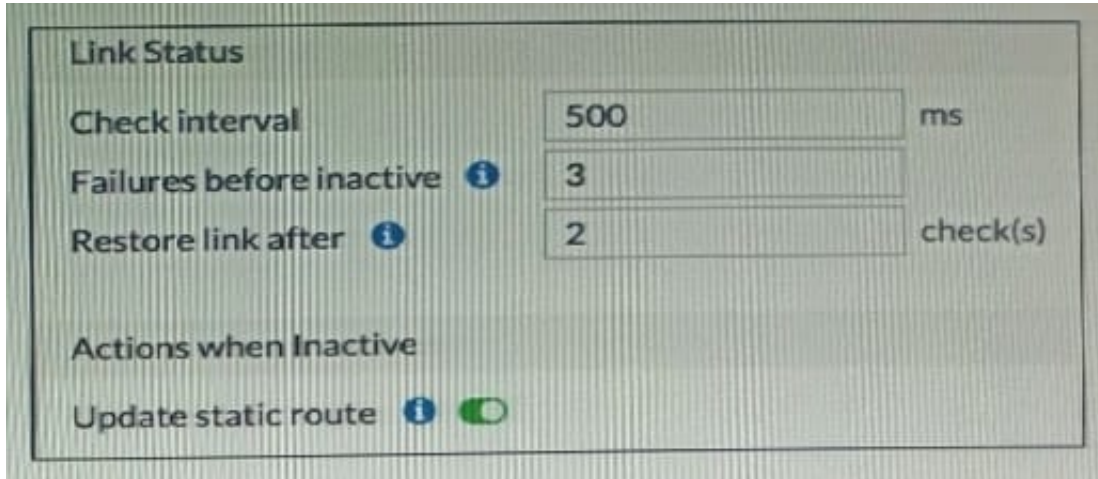 Link Status
Check interval 500 ms
Failures before inactive i 3
Restore link after i 2 check(s)
Actions when Inactive
Update static route i